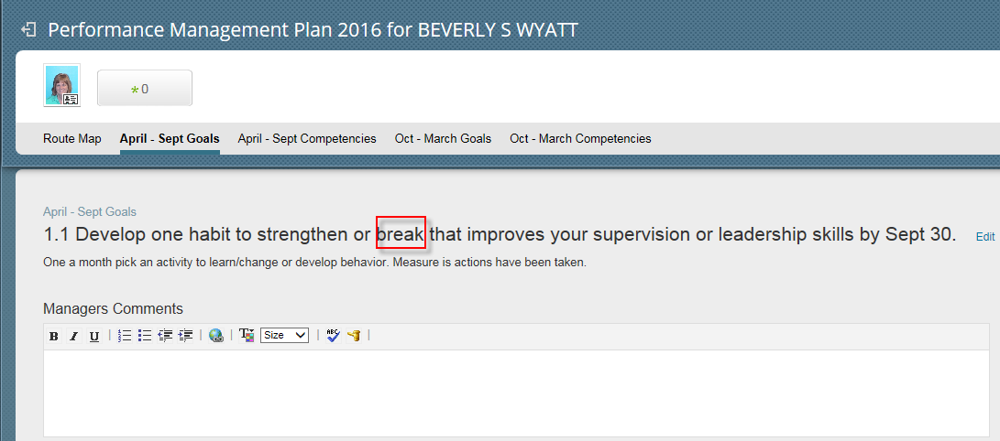 Performance Management Plan 2016 for BEVERLY S WYATT
*0
Route Map April - Sept Goals April - Sept Competencies Oct - March Goals Oct - March Competencies
April - Sept Goals
1.1 Develop one habit to strengthen or break that improves your supervision or leadership skills by Sept 30. Edit
One a month pick an activity to learn/change or develop behavior. Measure is actions have been taken.
Managers Comments
B I U Size ABC